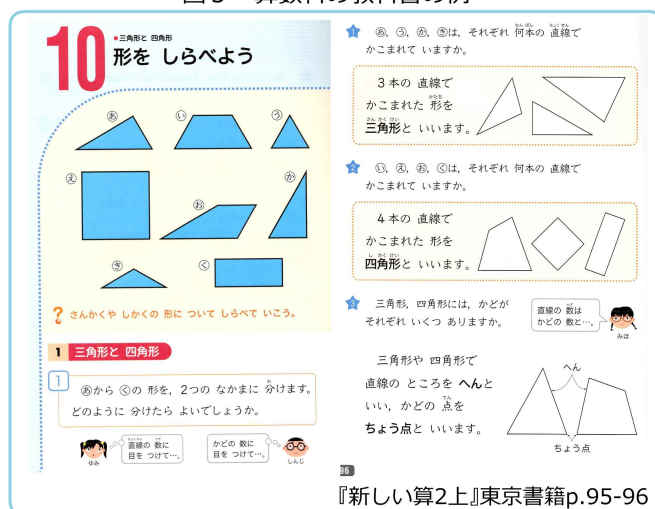 10
●三角形と 四角形
形を しらべよう
あ
い
う
え
お
か
き
く
? さんかくや しかくの 形に ついて しらべて いこう。
1 三角形と 四角形
1
あから くの 形を，2つの なかまに 分けます。
どのように 分けたら よいでしょうか。
直線の 数に
目を つけて…。
ゆみ
かどの 数に
目を つけて…。
しんじ
1 あ，う，か，きは，それぞれ 何本の 直線で
かこまれて いますか。
3本の 直線で
かこまれた 形を
三角形と いいます。
2 い，え，お，くは，それぞれ 何本の 直線で
かこまれて いますか。
4本の 直線で
かこまれた 形を
四角形と いいます。
3 三角形，四角形には，かどが
それぞれ いくつ ありますか。
直線の 数は
かどの 数と…。
みほ
三角形や 四角形で
直線の ところを へんと
いい，かどの 点を
ちょう点と いいます。
へん
ちょう点
96
『新しい算2上』東京書籍p.95-96